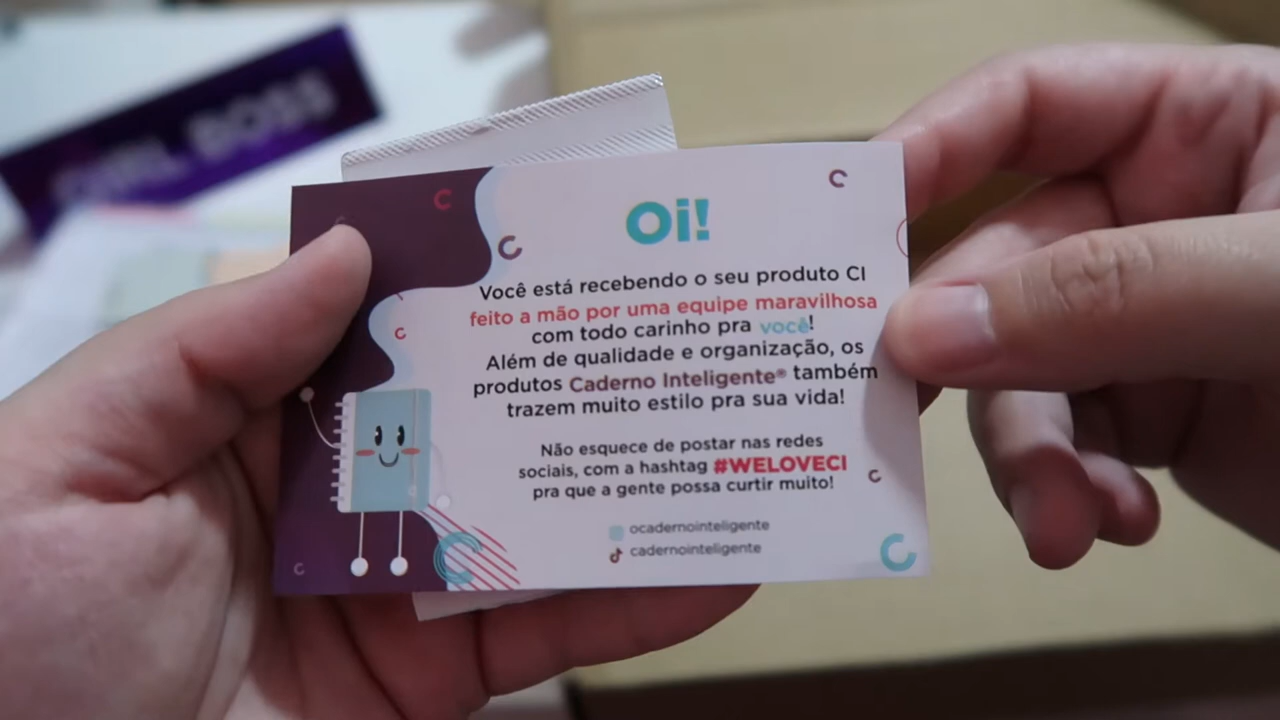 GIRL BOSS
Oi!
Você está recebendo o seu produto CI
feito a mão por uma equipe maravilhosa
com todo carinho pra você!
Além de qualidade e organização, os
produtos Caderno Inteligente® também
trazem muito estilo pra sua vida!
Não esquece de postar nas redes
sociais, com a hashtag #WELOVECI
pra que a gente possa curtir muito!
ocadernointeligente
cadernointeligente